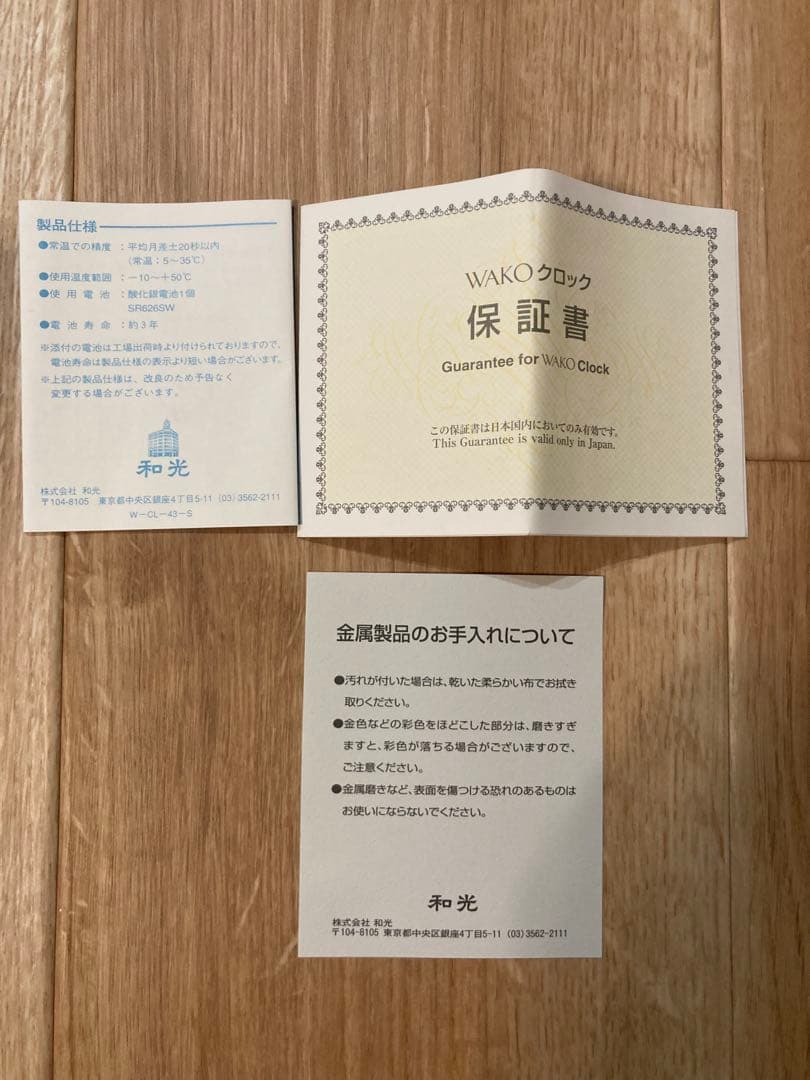 製品仕様
●常温での精度 ：平均月差±20秒以内
（常温：5～35℃）
●使用温度範囲 ：－10～＋50℃
●使用電池 ：酸化銀電池1個
SR626SW
●電池寿命 ：約3年
※添付の電池は工場出荷時より付けられておりますので、
電池寿命は製品仕様の表示より短い場合がございます。
※上記の製品仕様は、改良のため予告なく
変更する場合がございます。
和光
株式会社 和光
〒104-8105 東京都中央区銀座4丁目5-11 (03) 3562-2111
W－CL－43－S
WAKO クロック
保証書
Guarantee for WAKO Clock
この保証書は日本国内においてのみ有効です。
This Guarantee is valid only in Japan.
金属製品のお手入れについて
●汚れが付いた場合は、乾いた柔らかい布でお拭き
取りください。
●金色などの彩色をほどこした部分は、磨きすぎ
ますと、彩色が落ちる場合がございますので、
ご注意ください。
●金属磨きなど、表面を傷つける恐れのあるものは
お使いにならないでください。
和光
株式会社 和光
〒104-8105 東京都中央区銀座4丁目5-11 (03) 3562-2111